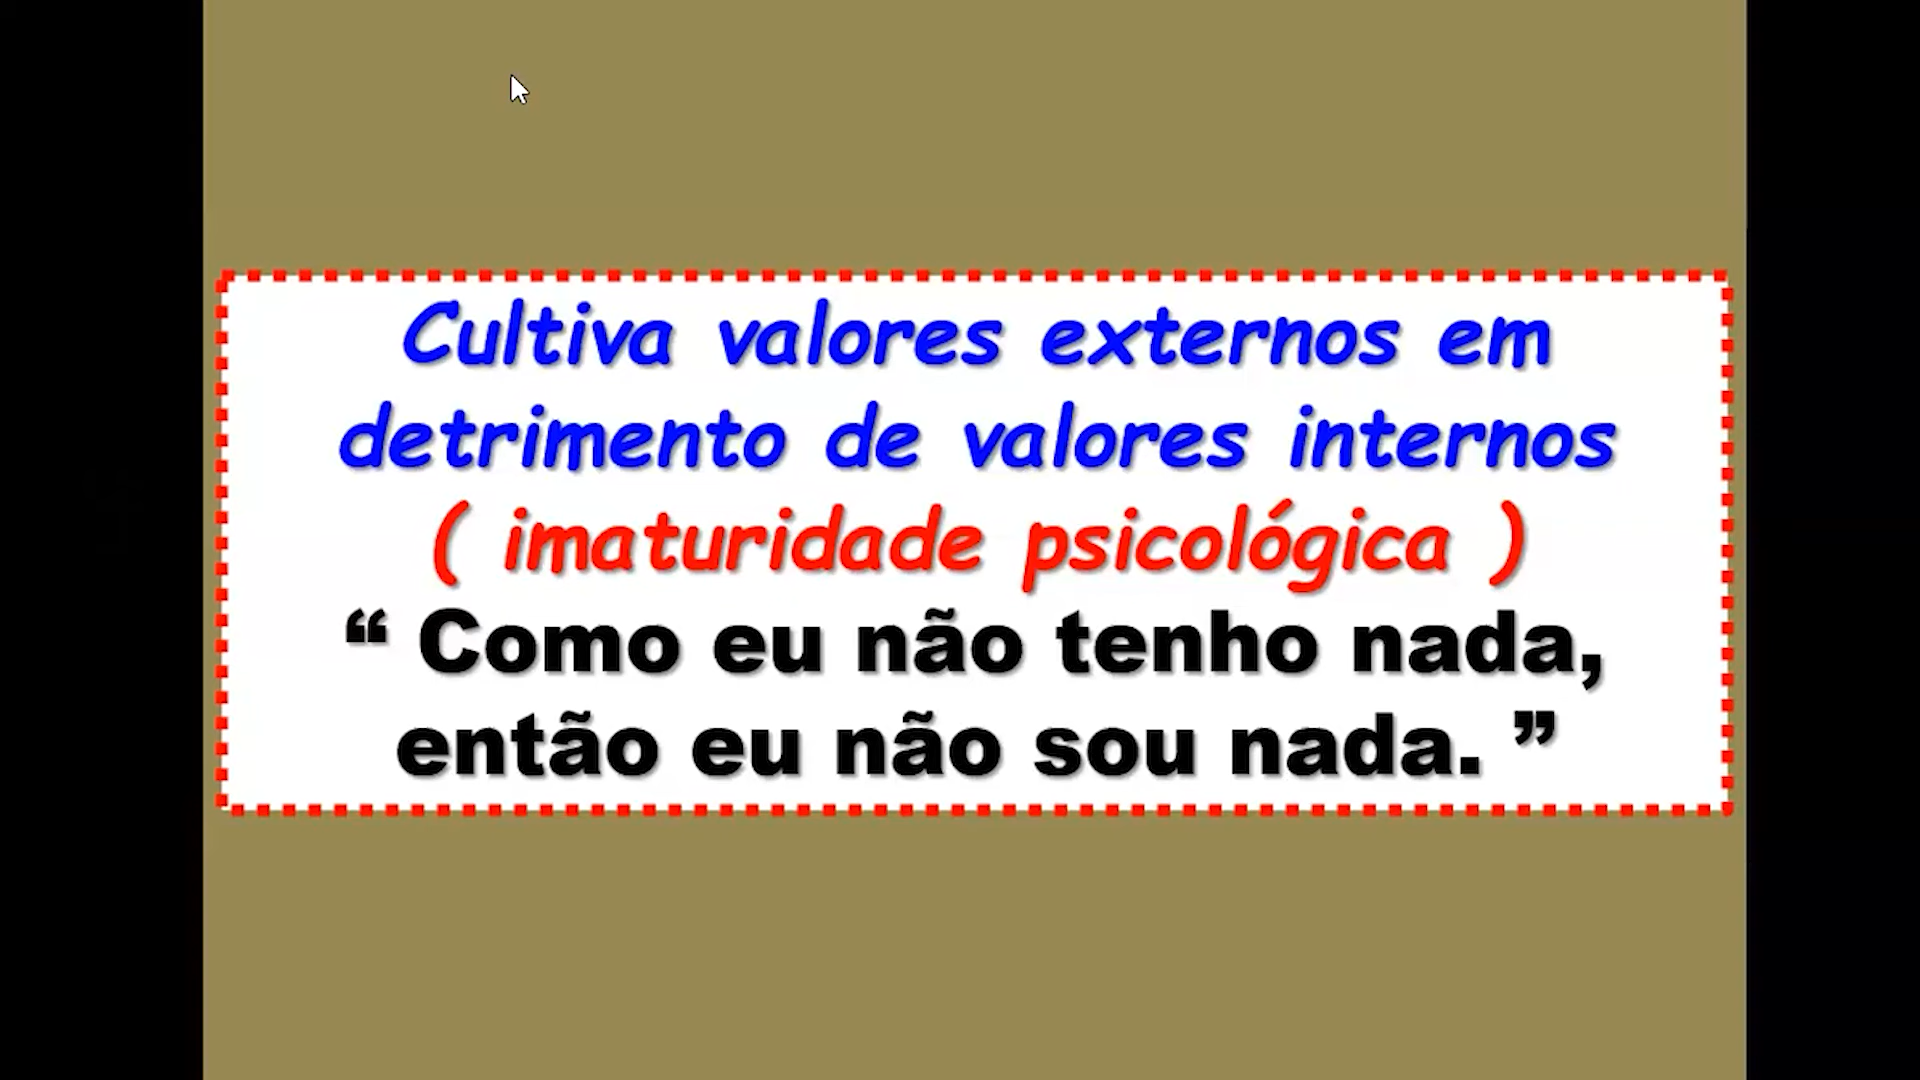 Cultiva valores externos em
detrimento de valores internos
( imaturidade psicológica )
“ Como eu não tenho nada,
então eu não sou nada. ”